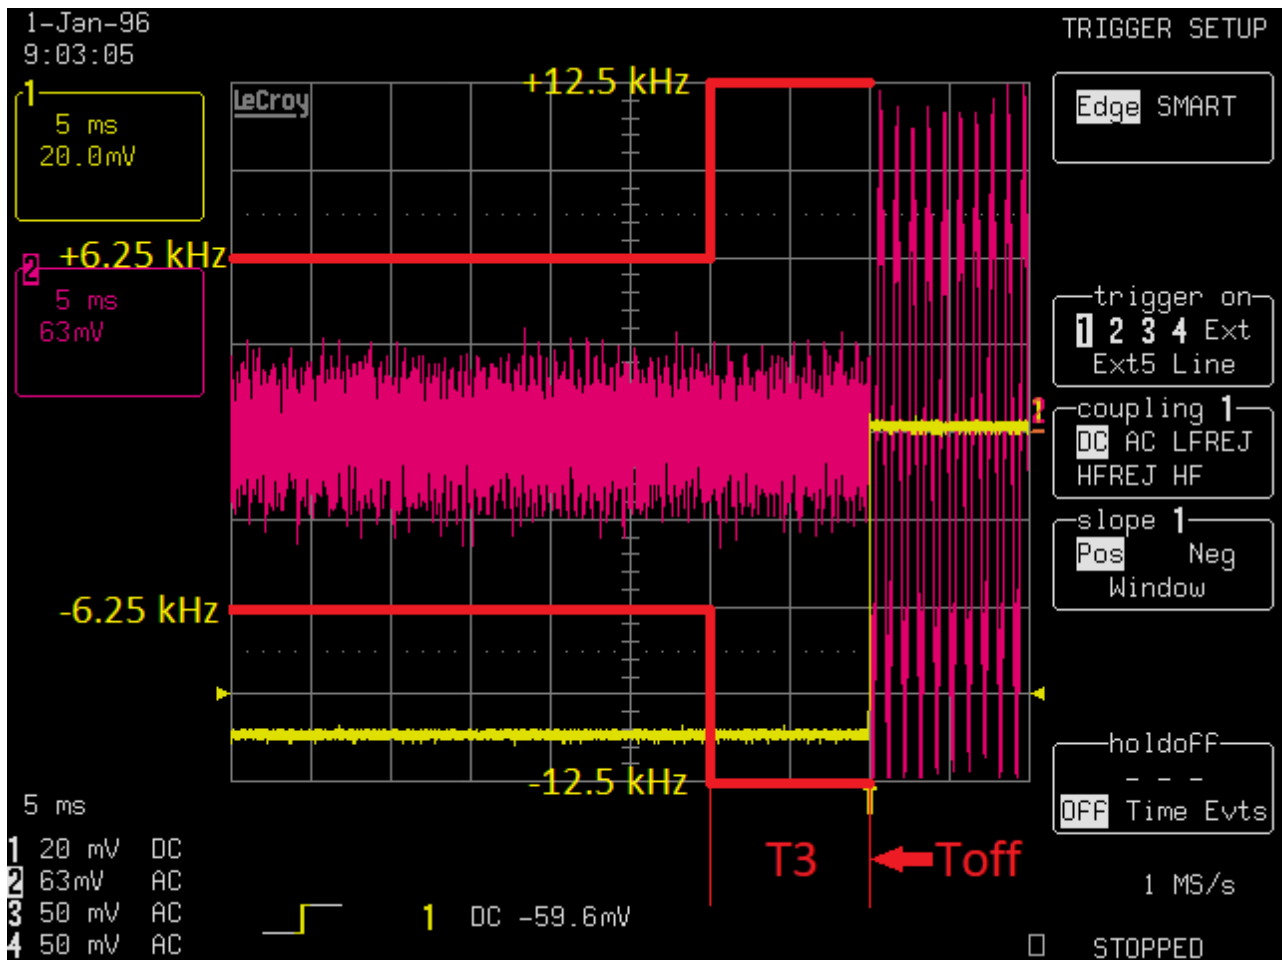 1-Jan-96
9:03:05
TRIGGER SETUP
1
5 ms
20.0mV
LeCroy
+12.5 kHz
Edge SMART
+6.25 kHz
2
5 ms
63mV
trigger on
1 2 3 4 Ext
Ext5 Line
coupling 1
DC AC LFREJ
HFREJ HF
slope 1
Pos Neg
Window
-6.25 kHz
-12.5 kHz
holdoff
- - -
OFF Time Evts
5 ms
T
T3
Toff
1 20 mV DC
2 63mV AC
3 50 mV AC
4 50 mV AC
1 DC -59.6mV
1 MS/s
STOPPED